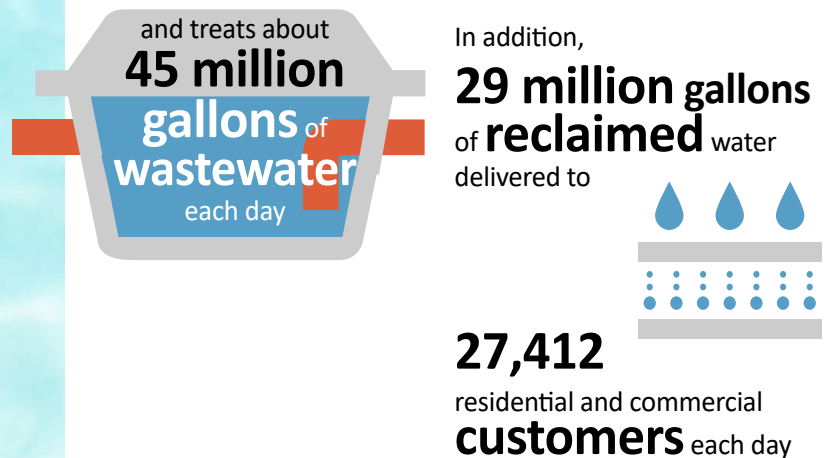 and treats about
45 million
gallons of
wastewater
each day
In addition,
29 million gallons
of reclaimed water
delivered to
27,412
residential and commercial
customers each day